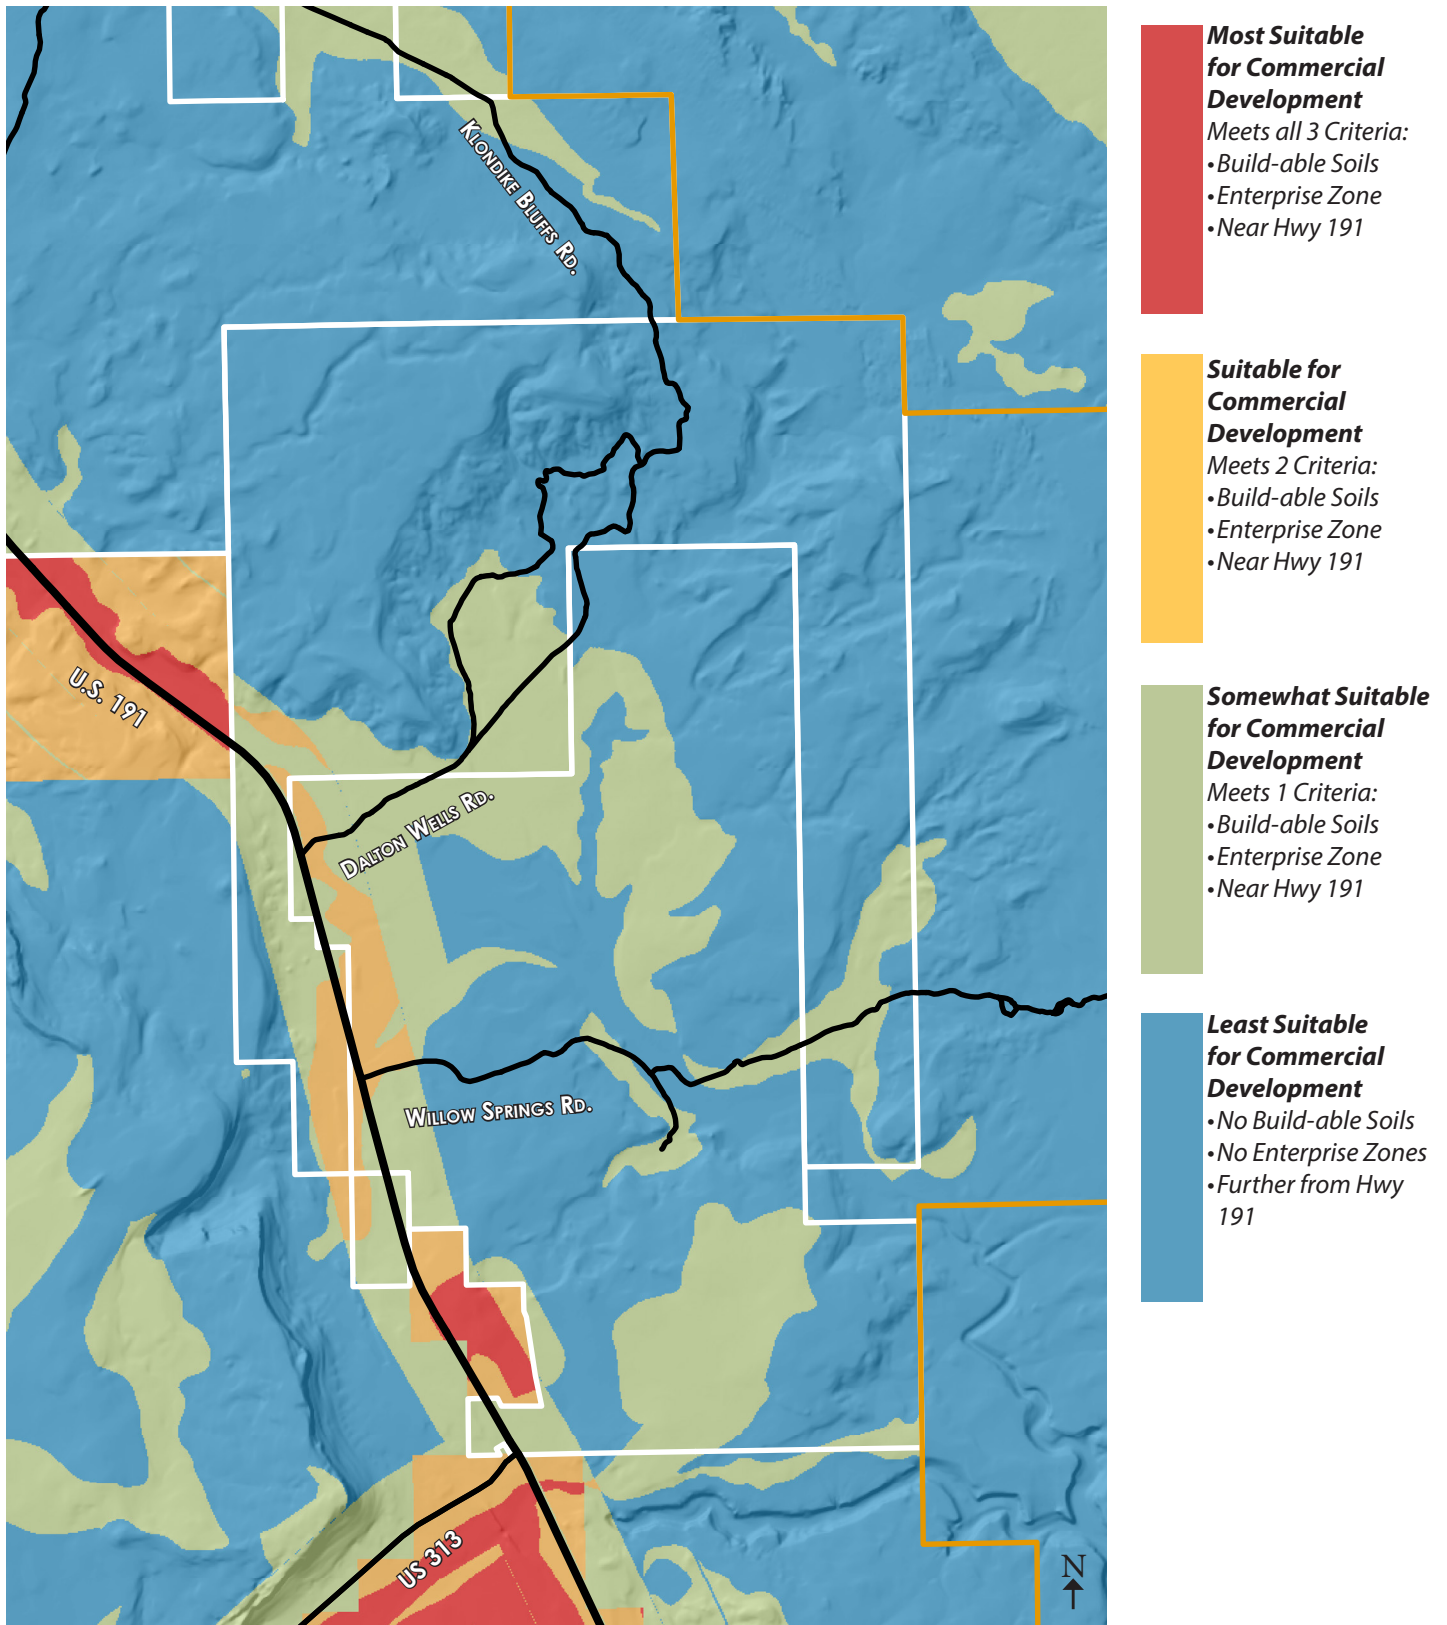 KLONDIKE BLUFFS RD.
U.S. 191
DALTON WELLS RD.
WILLOW SPRINGS RD.
US 313
N
Most Suitable
for Commercial
Development
Meets all 3 Criteria:
•Build-able Soils
•Enterprise Zone
•Near Hwy 191
Suitable for
Commercial
Development
Meets 2 Criteria:
•Build-able Soils
•Enterprise Zone
•Near Hwy 191
Somewhat Suitable
for Commercial
Development
Meets 1 Criteria:
•Build-able Soils
•Enterprise Zone
•Near Hwy 191
Least Suitable
for Commercial
Development
•No Build-able Soils
•No Enterprise Zones
•Further from Hwy
191